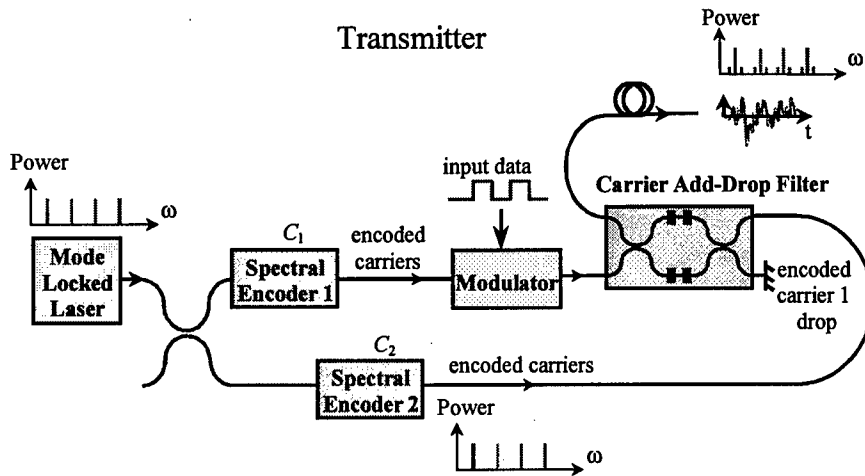 Transmitter
Power
ω
t
Power
ω
input data
Carrier Add-Drop Filter
Mode
Locked
Laser
C1
Spectral
Encoder 1
encoded
carriers
Modulator
encoded
carrier 1
drop
C2
Spectral
Encoder 2
encoded carriers
Power
ω